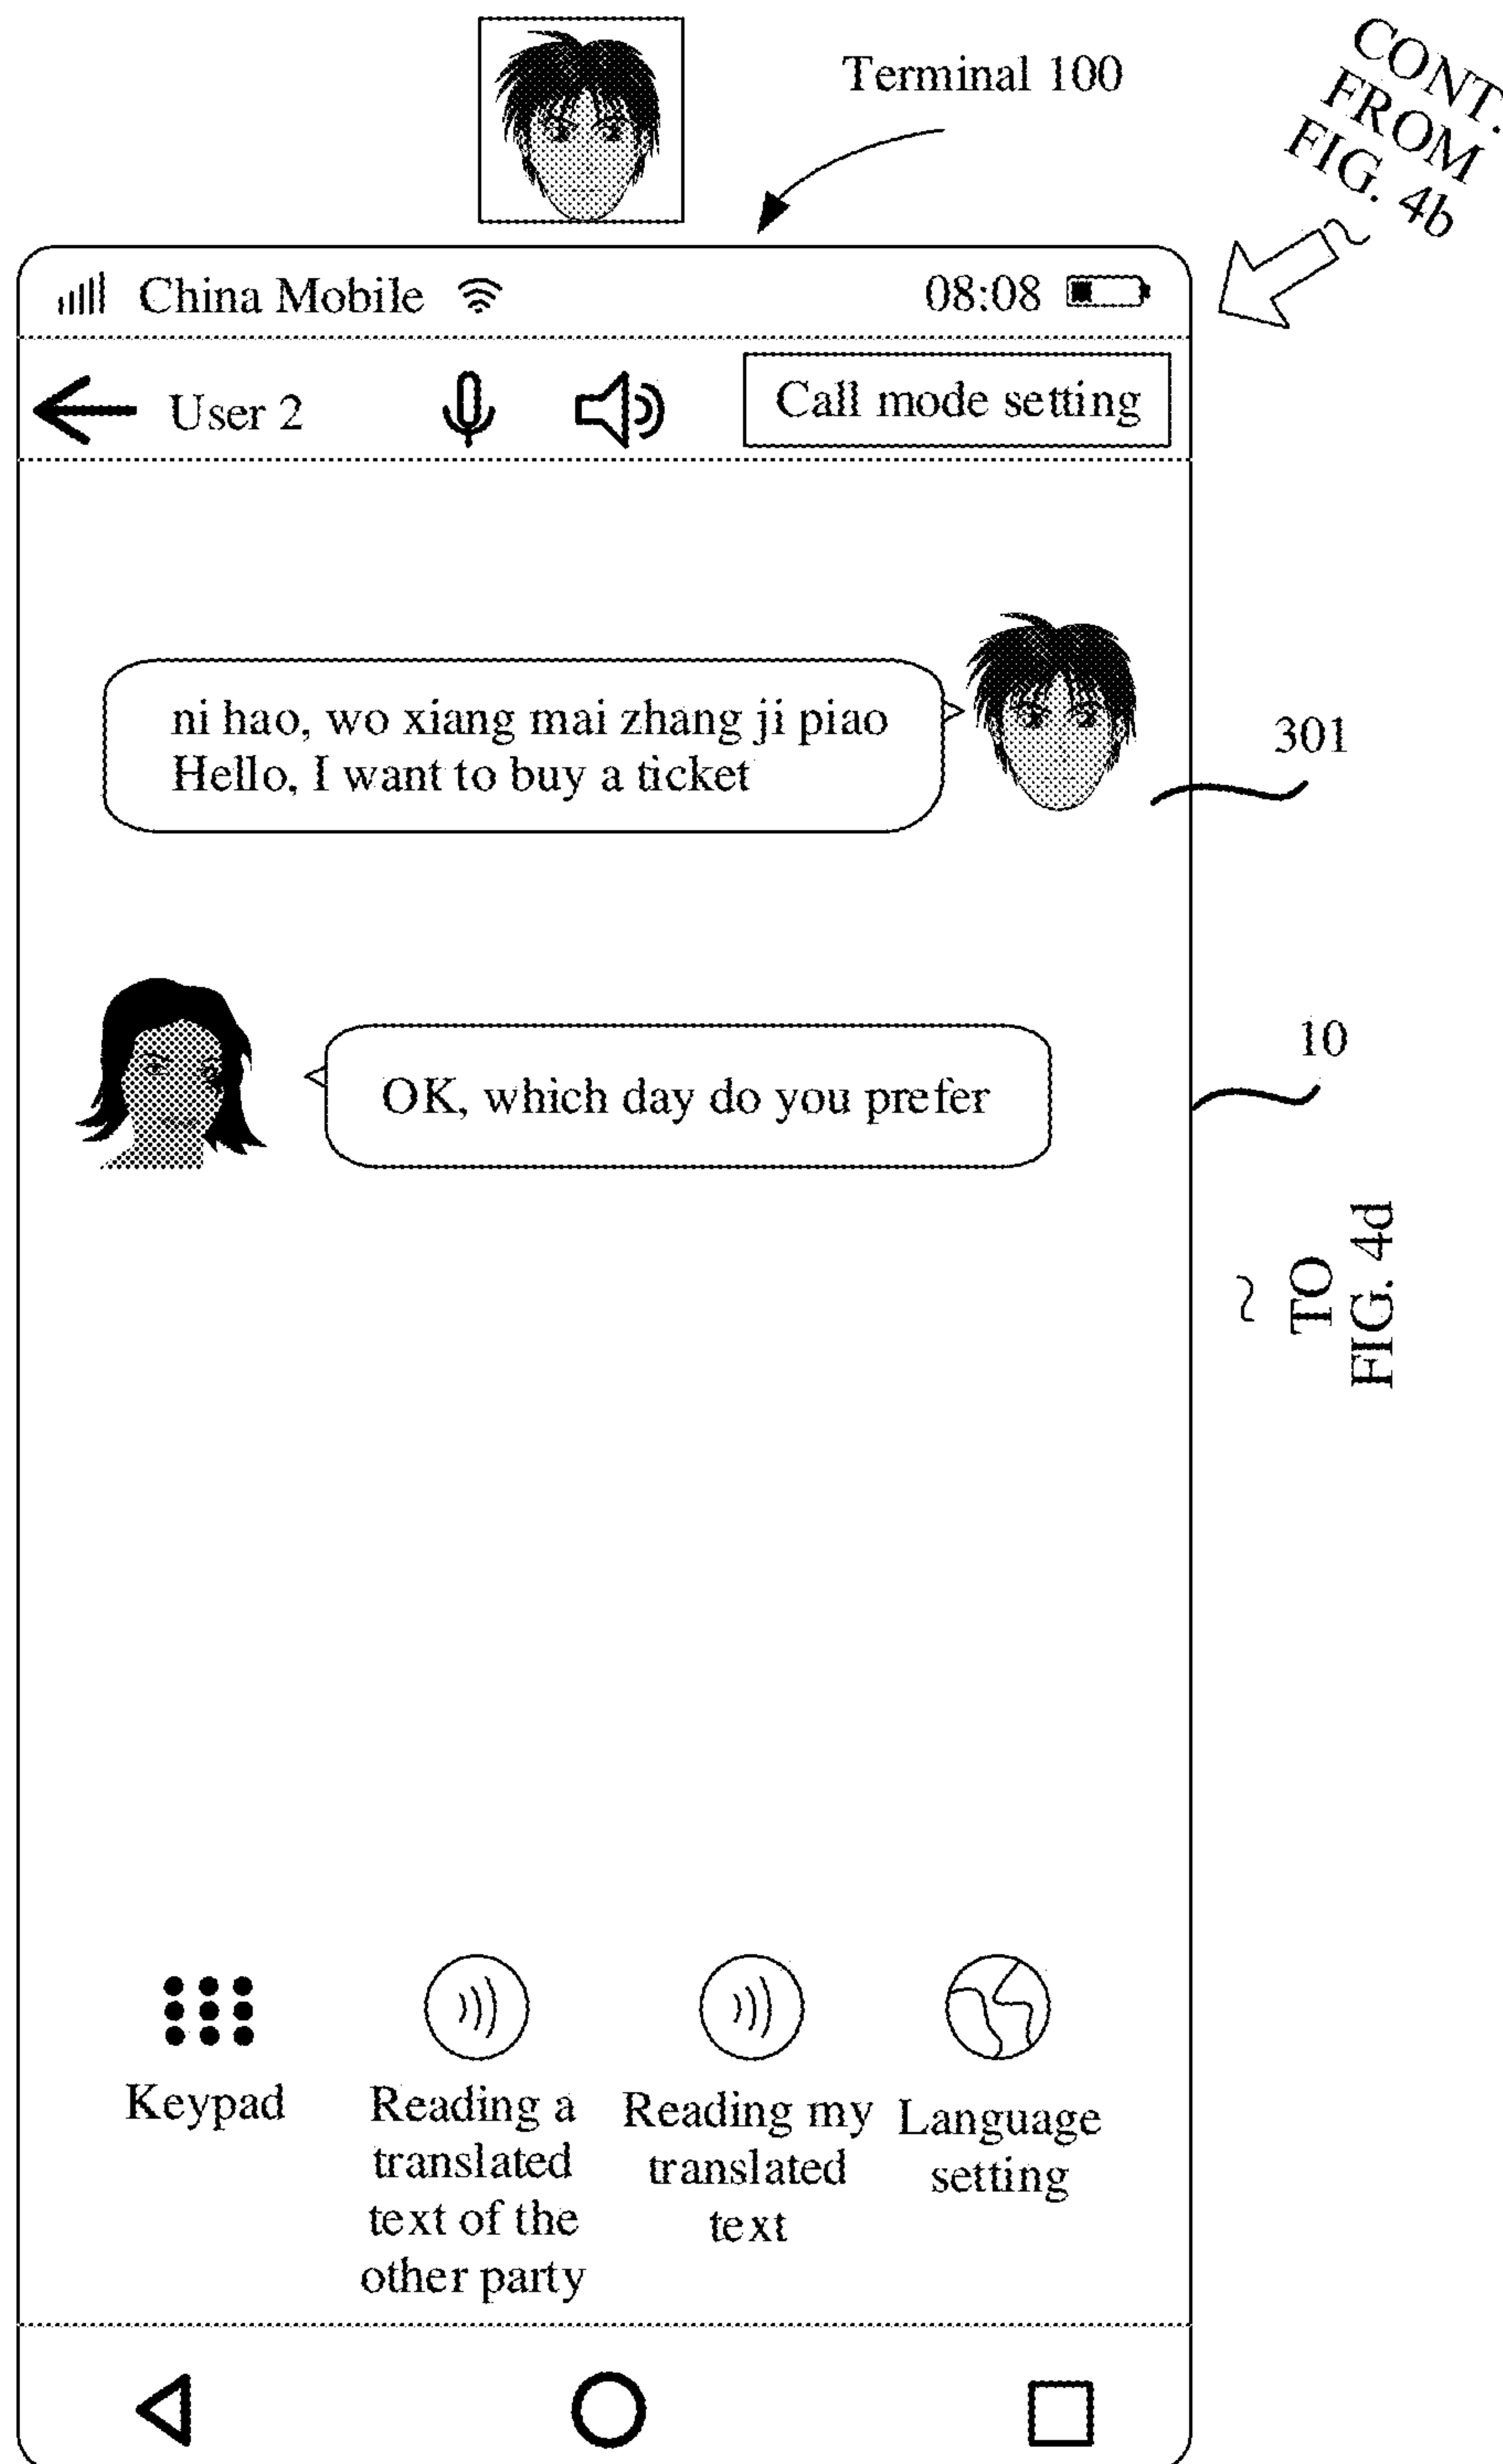 Terminal 100
CONT.
FROM
FIG. 4b
China Mobile
08:08
User 2
Call mode setting
ni hao, wo xiang mai zhang ji piao
Hello, I want to buy a ticket
301
OK, which day do you prefer
10
TO
FIG. 4d
Keypad
Reading a
translated
text of the
other party
Reading my
translated
text
Language
setting